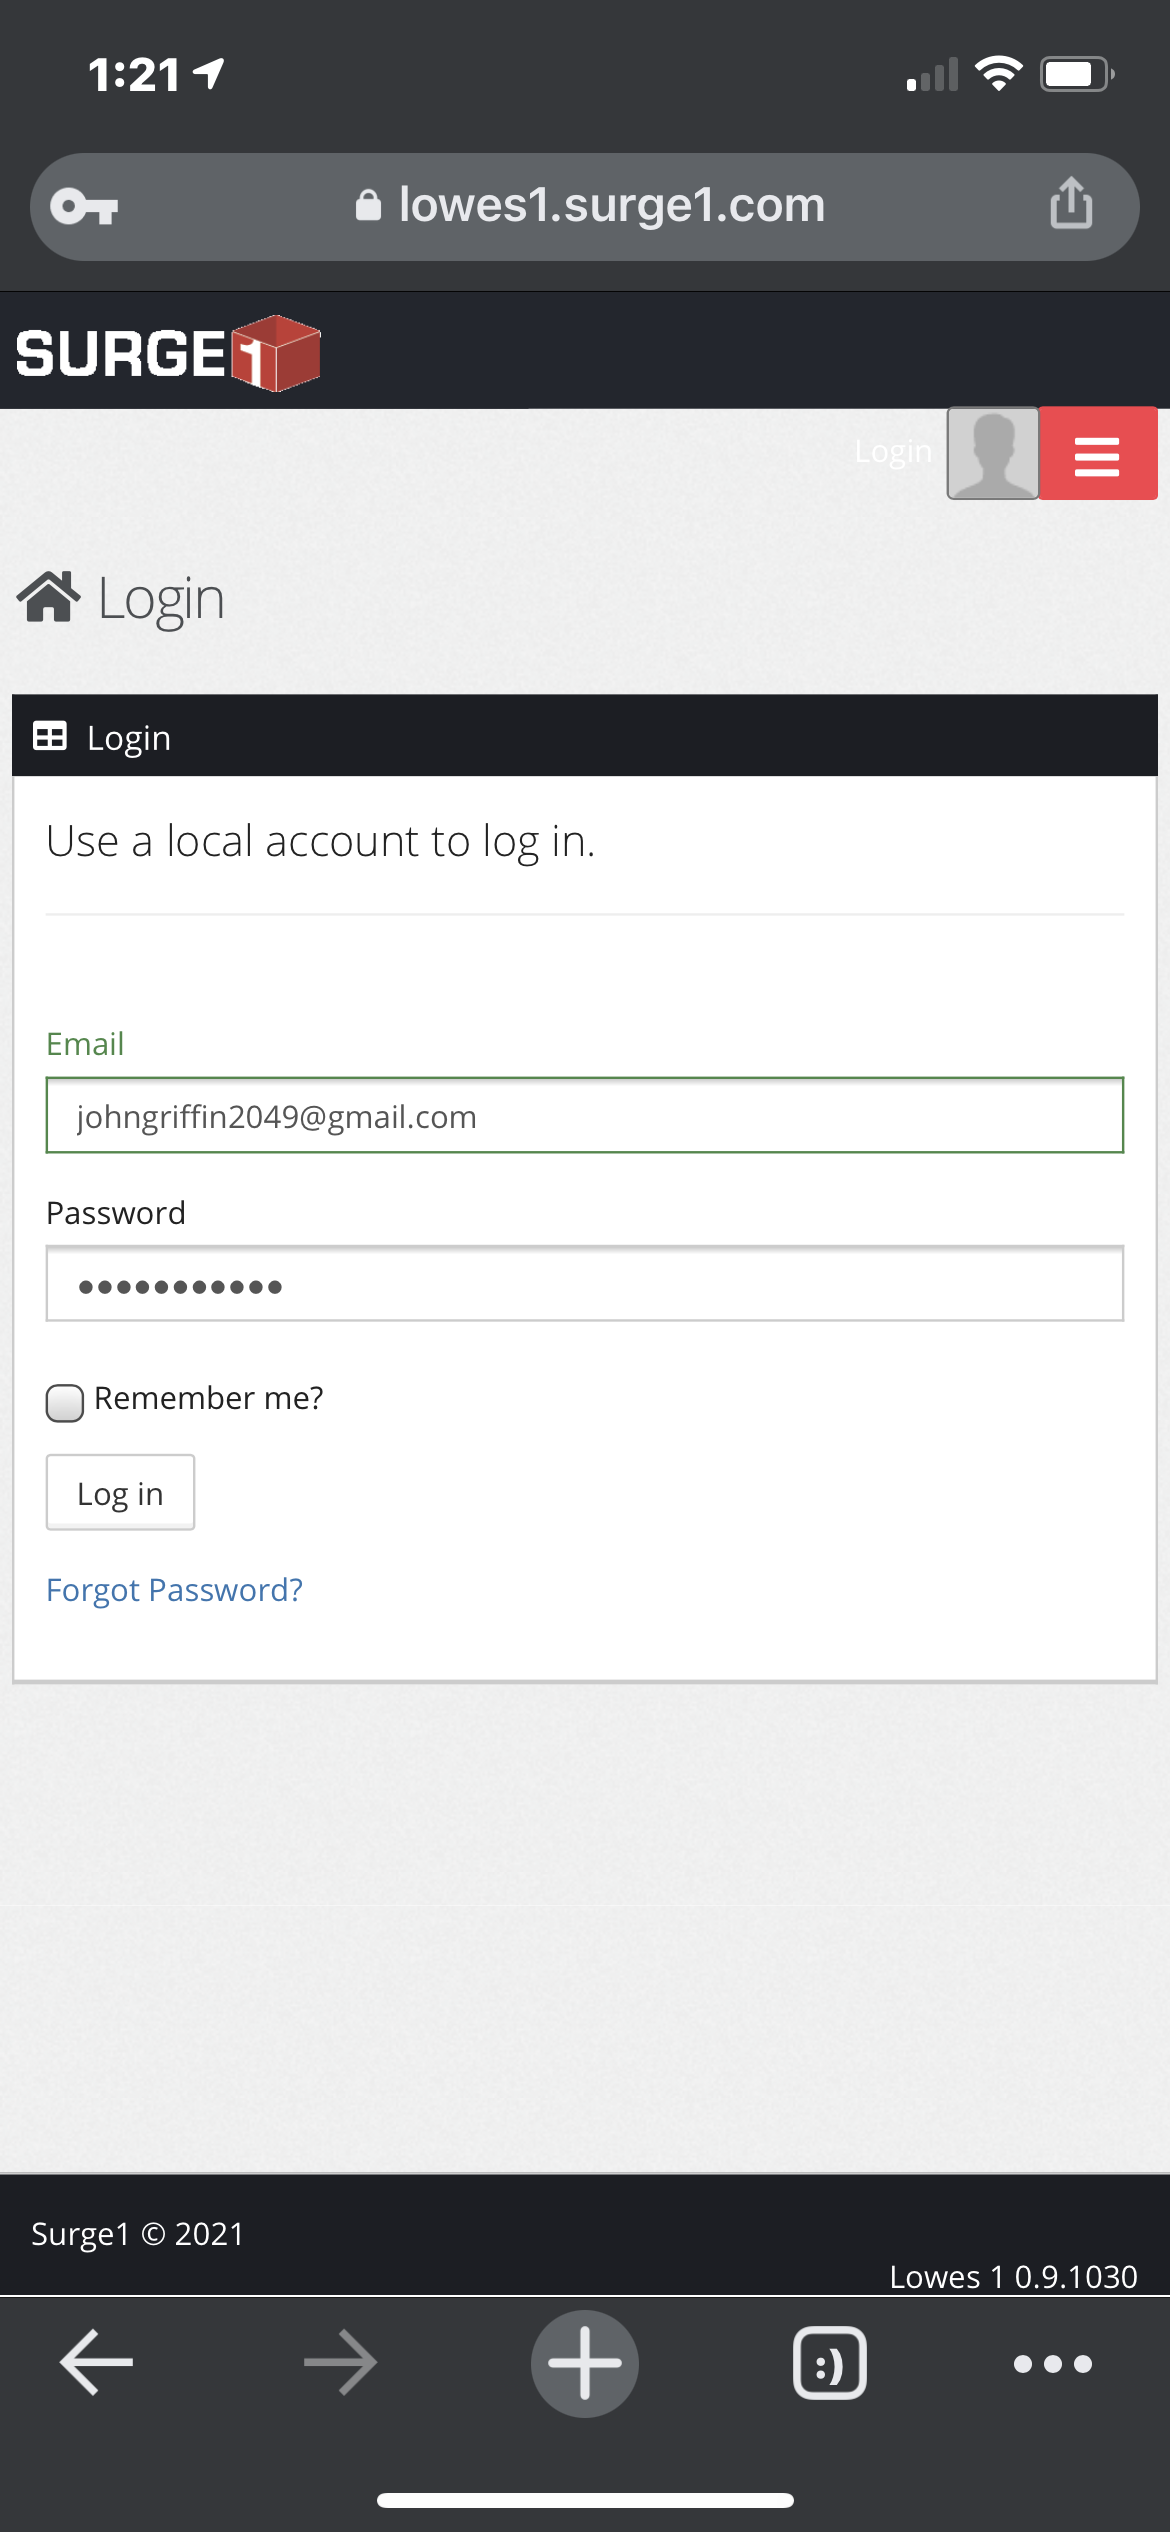 1:21
lowes1.surge1.com
SURGE1
Login
Login
Login
Use a local account to log in.
Email
johngriffin2049@gmail.com
Password
•••••••••••
Remember me?
Log in
Forgot Password?
Surge1 © 2021
Lowes 1 0.9.1030
:)